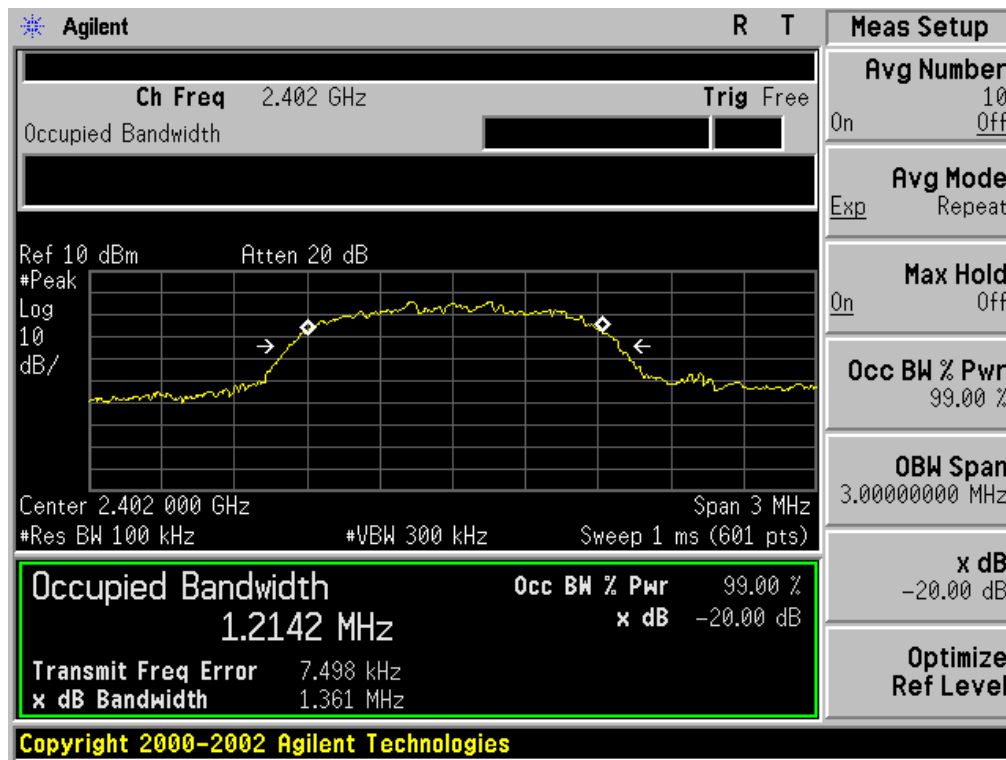 Agilent R T Meas Setup
Ch Freq 2.402 GHz Trig Free
Occupied Bandwidth
Avg Number
10
On Off
Avg Mode
Exp Repeat
Max Hold
On Off
Occ BW % Pwr
99.00 %
OBW Span
3.00000000 MHz
x dB
-20.00 dB
Optimize
Ref Level
Ref 10 dBm Atten 20 dB
#Peak
Log
10
dB/
Center 2.402 000 GHz Span 3 MHz
#Res BW 100 kHz #VBW 300 kHz Sweep 1 ms (601 pts)
Occupied Bandwidth Occ BW % Pwr 99.00 %
1.2142 MHz x dB -20.00 dB
Transmit Freq Error 7.498 kHz
x dB Bandwidth 1.361 MHz
Copyright 2000-2002 Agilent Technologies